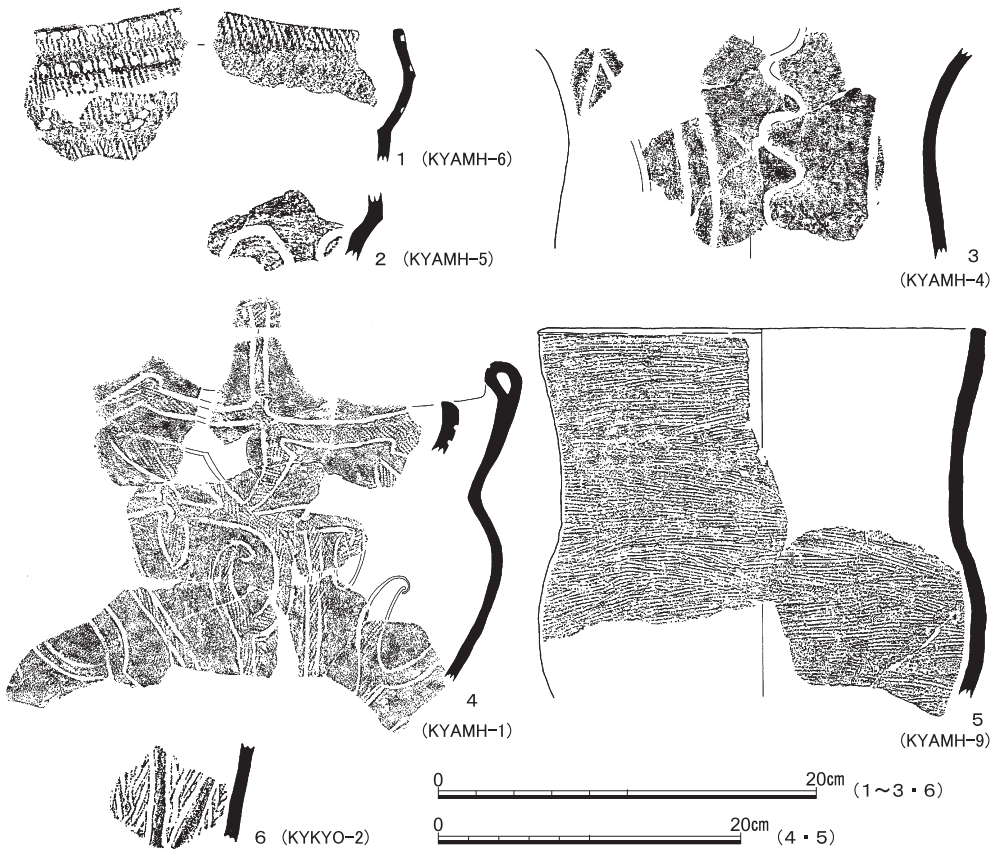 1 (KYAMH-6)
2 (KYAMH-5)
3
(KYAMH-4)
4
(KYAMH-1)
5
(KYAMH-9)
6 (KYKYO-2)
0 20cm (1～3・6)
0 20cm (4・5)